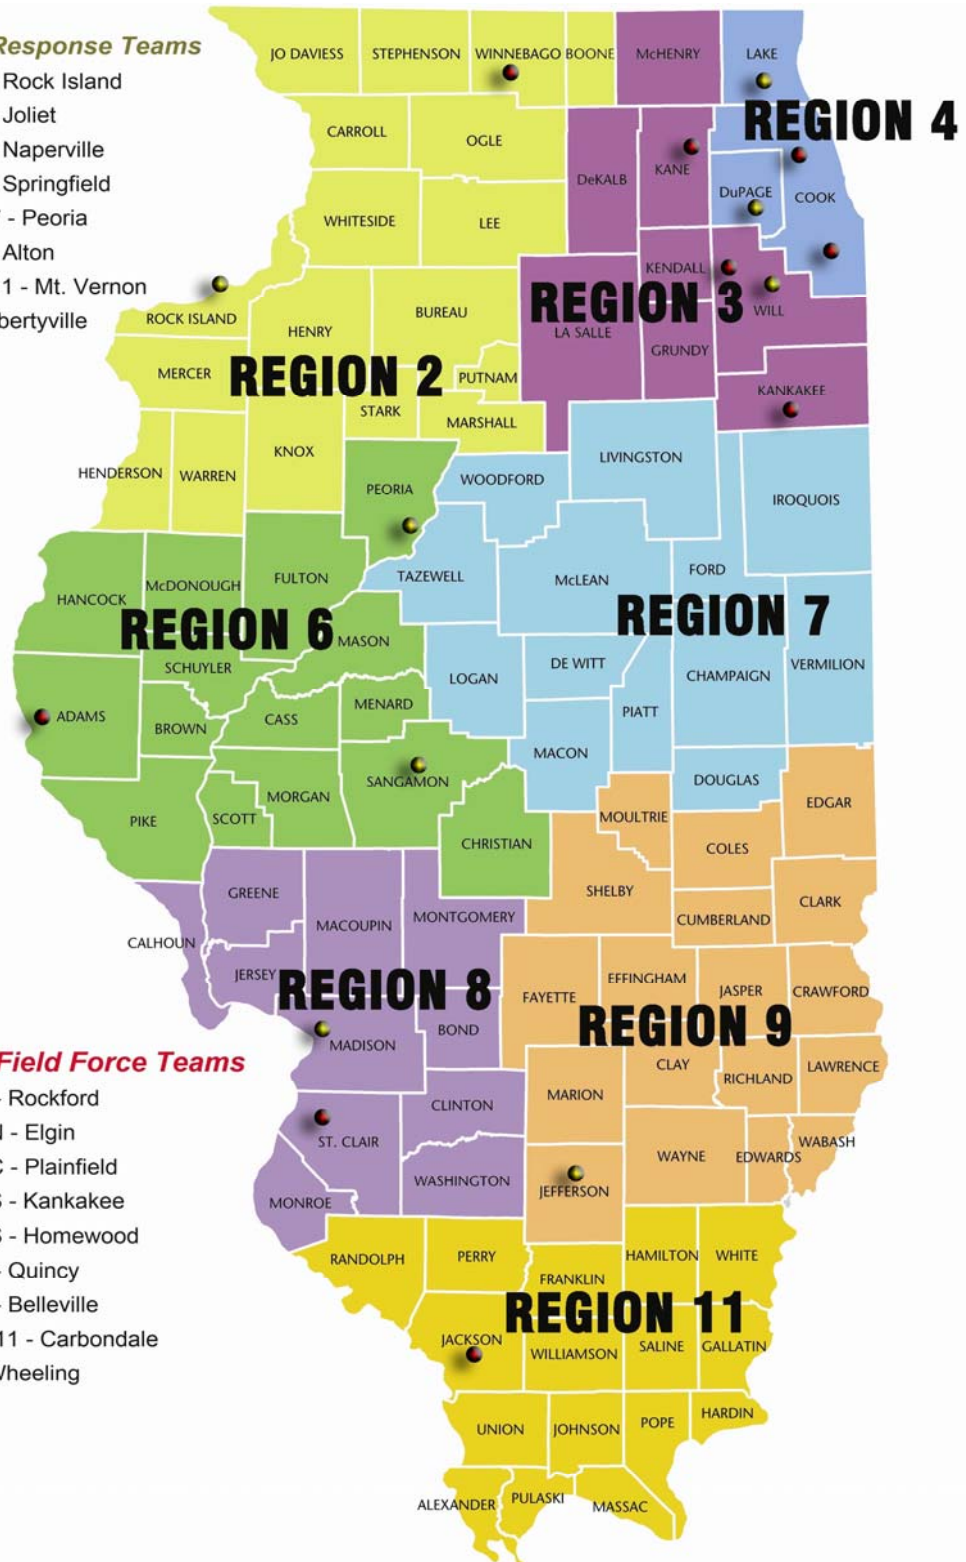 Response Teams
Rock Island
Joliet
Naperville
Springfield
- Peoria
Alton
1 - Mt. Vernon
bertyville
JO DAVIESS
STEPHENSON
WINNEBAGO
BOONE
McHENRY
LAKE
REGION 4
CARROLL
OGLE
DeKALB
KANE
DuPAGE
COOK
WHITESIDE
LEE
KENDALL
REGION 3
WILL
LA SALLE
GRUNDY
KANKAKEE
ROCK ISLAND
HENRY
BUREAU
MERCER
REGION 2
PUTNAM
STARK
MARSHALL
HENDERSON
WARREN
KNOX
PEORIA
WOODFORD
LIVINGSTON
IROQUOIS
HANCOCK
McDONOUGH
FULTON
TAZEWELL
McLEAN
FORD
REGION 6
MASON
REGION 7
SCHUYLER
LOGAN
DE WITT
CHAMPAIGN
VERMILION
ADAMS
BROWN
CASS
MENARD
PIATT
MACON
SANGAMON
DOUGLAS
PIKE
SCOTT
MORGAN
CHRISTIAN
MOULTRIE
EDGAR
COLES
SHELBY
CLARK
CUMBERLAND
GREENE
MACOUPIN
MONTGOMERY
CALHOUN
JERSEY
REGION 8
FAYETTE
EFFINGHAM
JASPER
CRAWFORD
REGION 9
BOND
MADISON
CLAY
RICHLAND
LAWRENCE
MARION
CLINTON
ST. CLAIR
WAYNE
EDWARDS
WABASH
WASHINGTON
JEFFERSON
MONROE
RANDOLPH
PERRY
FRANKLIN
HAMILTON
WHITE
REGION 11
JACKSON
WILLIAMSON
SALINE
GALLATIN
UNION
JOHNSON
POPE
HARDIN
ALEXANDER
PULASKI
MASSAC
Field Force Teams
- Rockford
- Elgin
- Plainfield
- Kankakee
- Homewood
- Quincy
- Belleville
11 - Carbondale
Wheeling